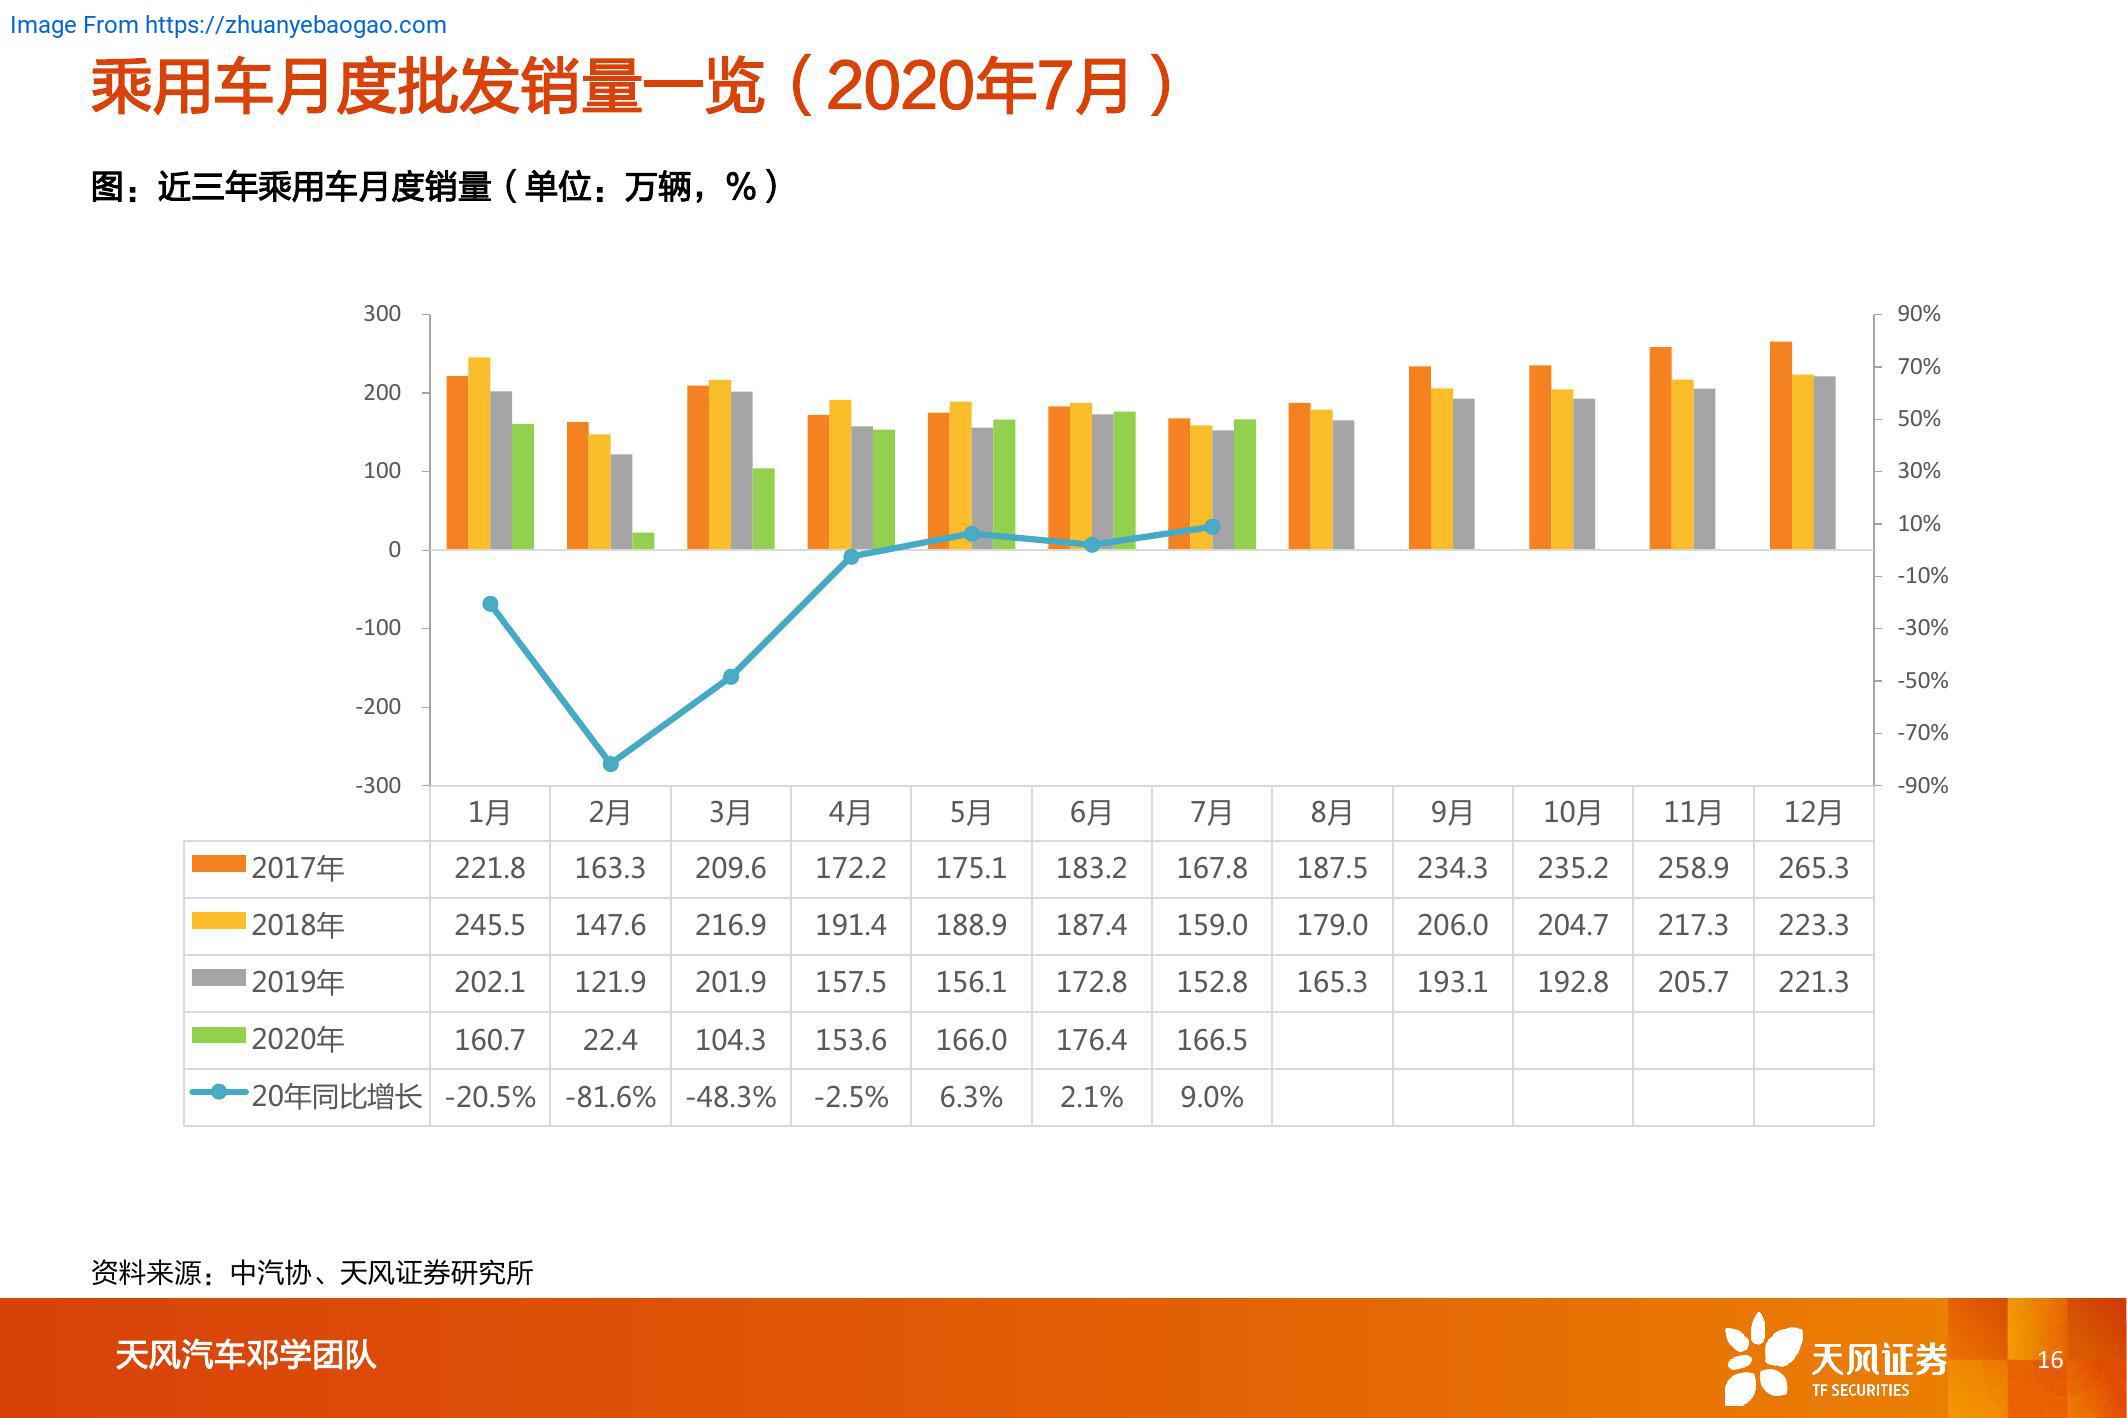 Image From https://zhuanyebaogao.com
乘用车月度批发销量一览（2020年7月）
图：近三年乘用车月度销量（单位：万辆，%）
300 90%
70%
200
50%
100 30%
10%
0
-10%
-100 -30%
-50%
-200
-70%
-300 -90%
1月 2月 3月 4月 5月 6月 7月 8月 9月 10月 11月 12月
2017年 221.8 163.3 209.6 172.2 175.1 183.2 167.8 187.5 234.3 235.2 258.9 265.3
2018年 245.5 147.6 216.9 191.4 188.9 187.4 159.0 179.0 206.0 204.7 217.3 223.3
2019年 202.1 121.9 201.9 157.5 156.1 172.8 152.8 165.3 193.1 192.8 205.7 221.3
2020年 160.7 22.4 104.3 153.6 166.0 176.4 166.5
20年同比增长 -20.5% -81.6% -48.3% -2.5% 6.3% 2.1% 9.0%
资料来源：中汽协、天风证券研究所
天风汽车邓学团队
天风证券
TF SECURITIES
16